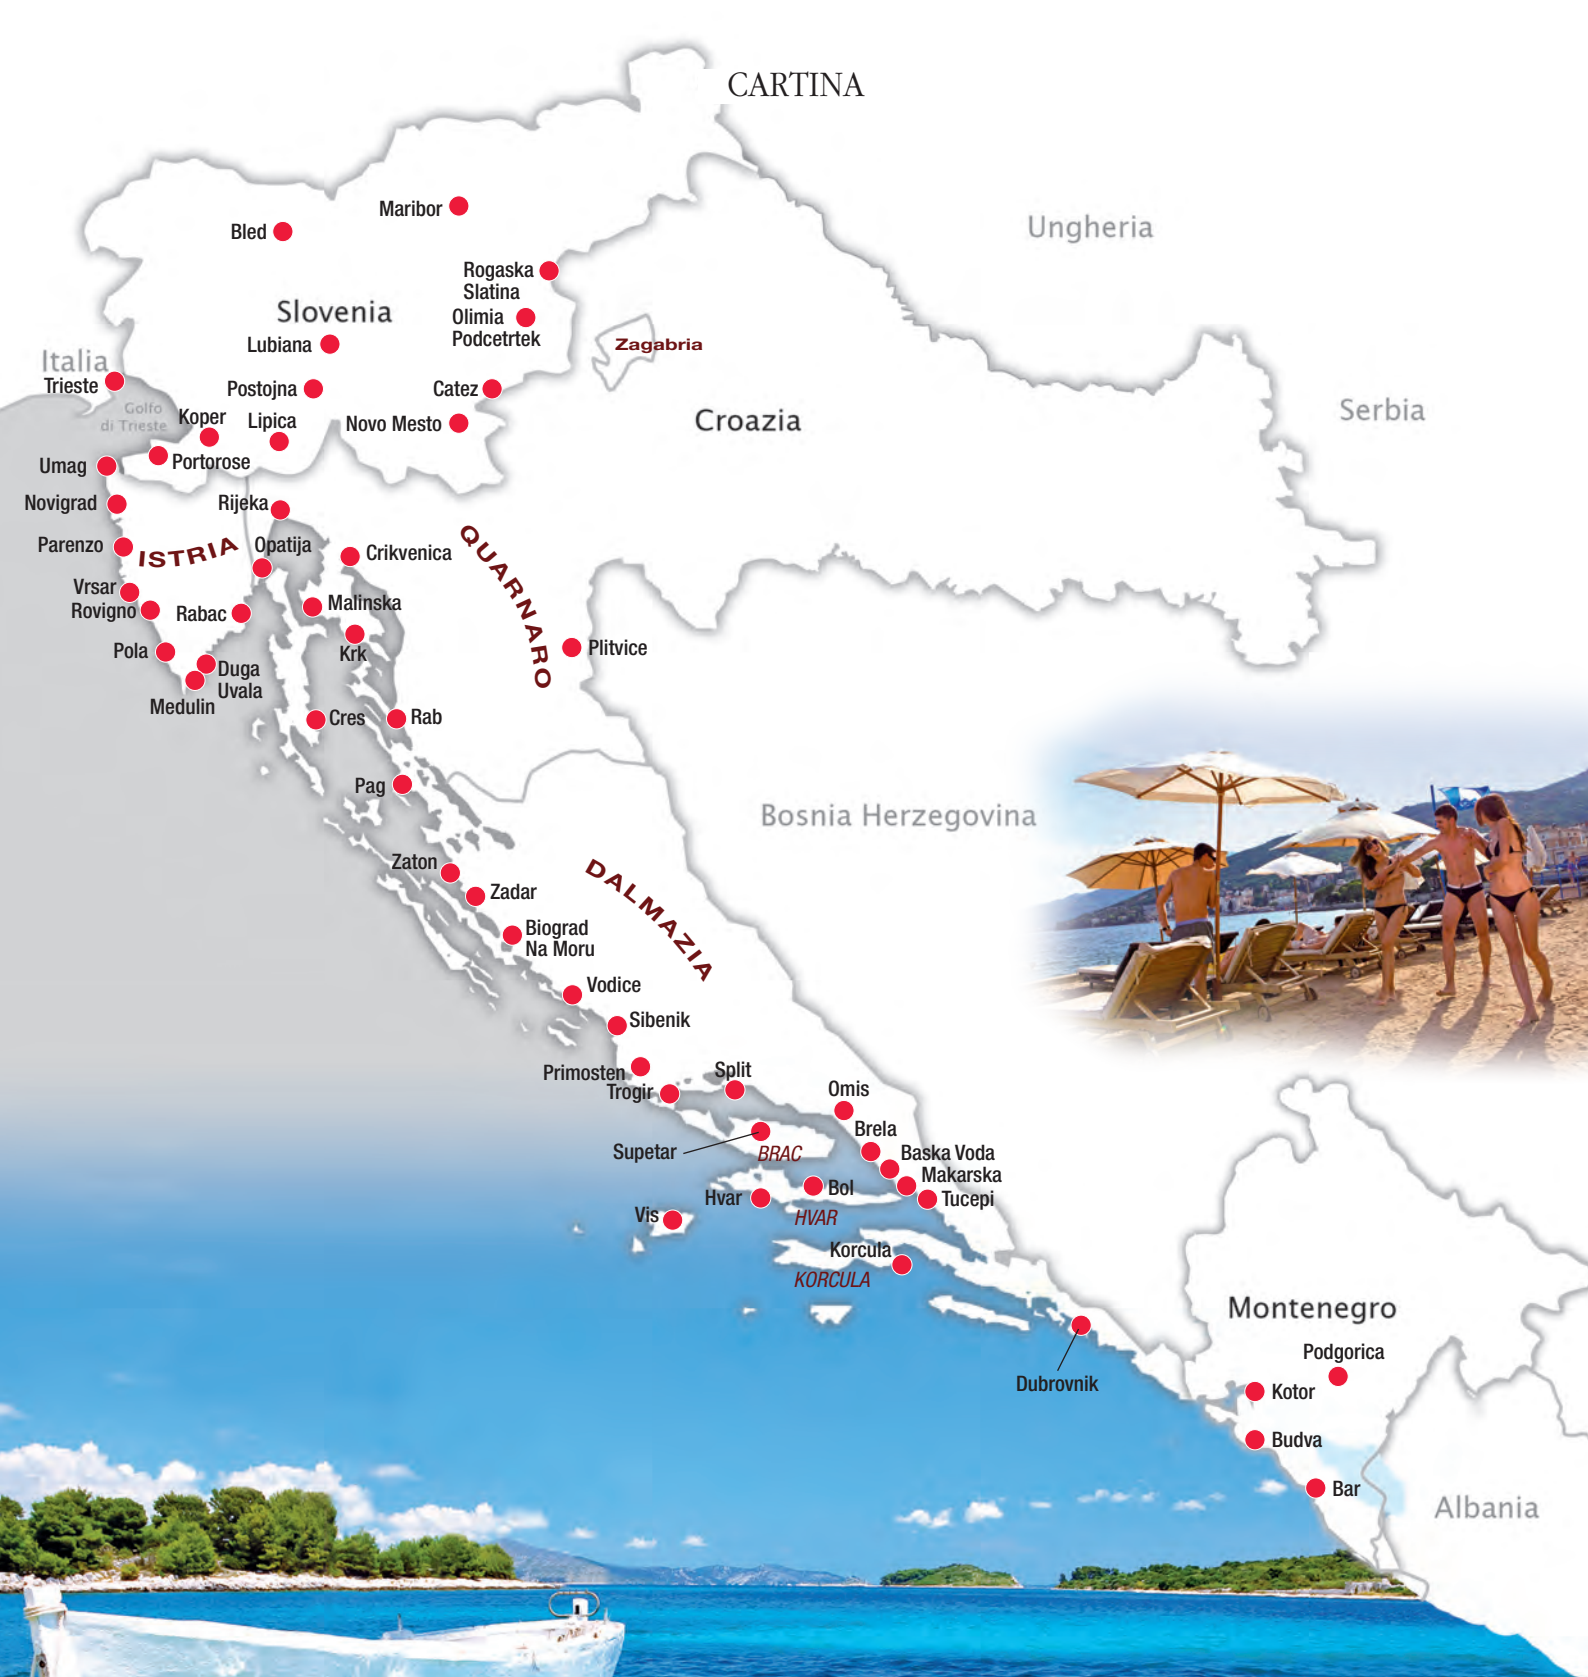 CARTINA
Maribor
Bled
Ungheria
Rogaska
Slatina
Slovenia
Olimia
Podcetrtek
Lubiana
Zagabria
Italia
Trieste
Postojna
Catez
Golfo
di Trieste
Koper
Lipica
Novo Mesto
Croazia
Serbia
Umag
Portorose
Novigrad
Rijeka
Parenzo
ISTRIA
Opatija
Crikvenica
QUARNARO
Vrsar
Rovigno
Rabac
Malinska
Pola
Krk
Plitvice
Duga
Uvala
Medulin
Cres
Rab
Pag
Bosnia Herzegovina
Zaton
Zadar
DALMAZIA
Biograd
Na Moru
Vodice
Sibenik
Primosten
Trogir
Split
Omis
Brela
Supetar
BRAC
Baska Voda
Makarska
Hvar
Bol
Tucepi
Vis
HVAR
Korcula
KORCULA
Montenegro
Podgorica
Dubrovnik
Kotor
Budva
Bar
Albania